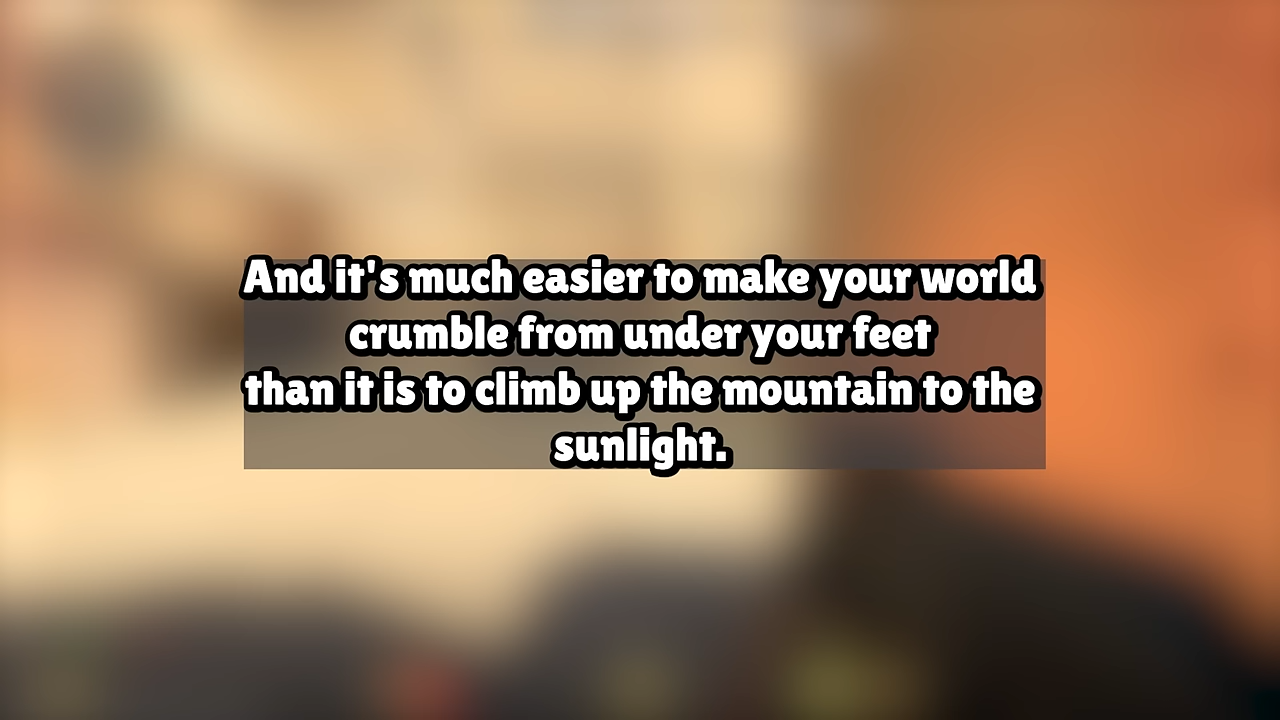 And it's much easier to make your world
crumble from under your feet
than it is to climb up the mountain to the
sunlight.